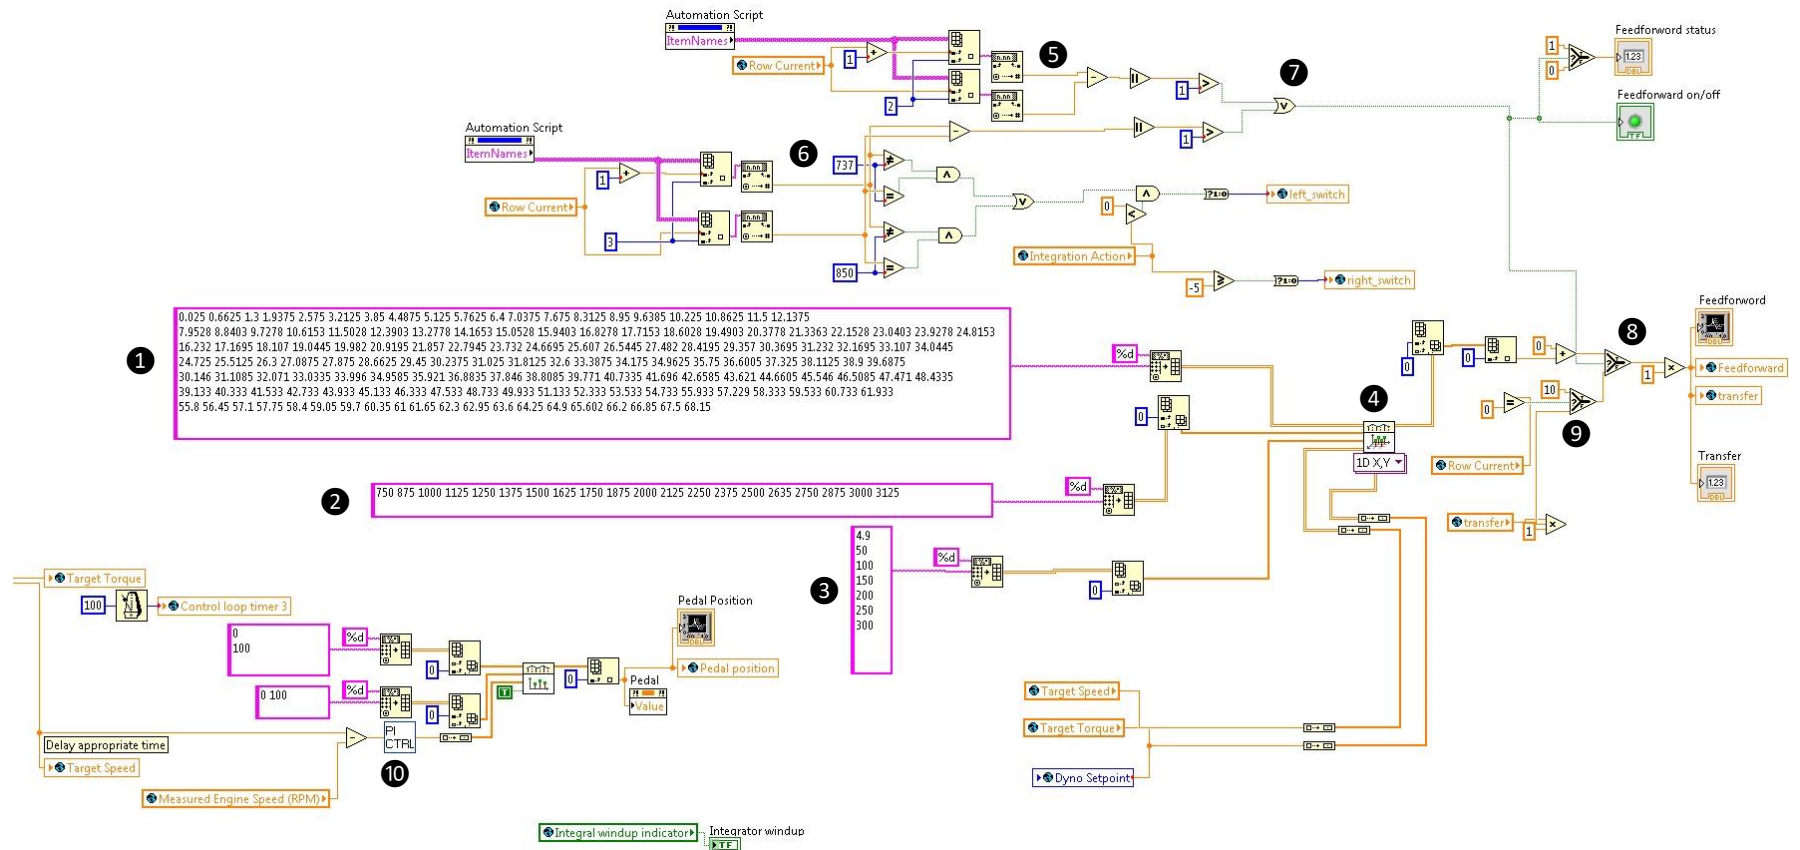 Automation Script
ItemNames
Row Current
1
2
5
7
1
Feedforword status
1
0
1.23
DBL
Feedforward on/off
TF
Automation Script
ItemNames
Row Current
1
3
6
737
850
1
0
Integration Action
-5
?1:0
left_switch
?1:0
right_switch
1
0.025 0.6625 1.3 1.9375 2.575 3.2125 3.85 4.4875 5.125 5.7625 6.4 7.0375 7.675 8.3125 8.95 9.6385 10.225 10.8625 11.5 12.1375
7.9528 8.8403 9.7278 10.6153 11.5028 12.3903 13.2778 14.1653 15.0528 15.9403 16.8278 17.7153 18.6028 19.4903 20.3778 21.3363 22.1528 23.0403 23.9278 24.8153
16.232 17.1695 18.107 19.0445 19.982 20.9195 21.857 22.7945 23.732 24.6695 25.607 26.5445 27.482 28.4195 29.357 30.3695 31.232 32.1695 33.107 34.0445
24.725 25.5125 26.3 27.0875 27.875 28.6625 29.45 30.2375 31.025 31.8125 32.6 33.3875 34.175 34.9625 35.75 36.6005 37.325 38.1125 38.9 39.6875
30.146 31.1085 32.071 33.0335 33.996 34.9585 35.921 36.8835 37.846 38.8085 39.771 40.7335 41.696 42.6585 43.621 44.6605 45.546 46.5085 47.471 48.4335
39.133 40.333 41.533 42.733 43.933 45.133 46.333 47.533 48.733 49.933 51.133 52.333 53.533 54.733 55.933 57.229 58.333 59.533 60.733 61.933
55.8 56.45 57.1 57.75 58.4 59.05 59.7 60.35 61 61.65 62.3 62.95 63.6 64.25 64.9 65.602 66.2 66.85 67.5 68.15
%d
0
4
1D X,Y
0
0
0
8
1
Feedforword
DBL
Feedforward
transfer
0
10
9
Row Current
transfer
1
Transfer
1.23
DBL
2
750 875 1000 1125 1250 1375 1500 1625 1750 1875 2000 2125 2250 2375 2500 2635 2750 2875 3000 3125
%d
3
4.9
50
100
150
200
250
300
%d
0
Target Torque
100
Control loop timer 3
0
100
%d
0
0 100
%d
0
T
0
Pedal Position
DBL
Pedal position
Pedal
Value
PI
CTRL
10
Delay appropriate time
Target Speed
Measured Engine Speed (RPM)
Target Speed
Target Torque
Dyno Setpoint
Integral windup indicator
Integrator windup
TF